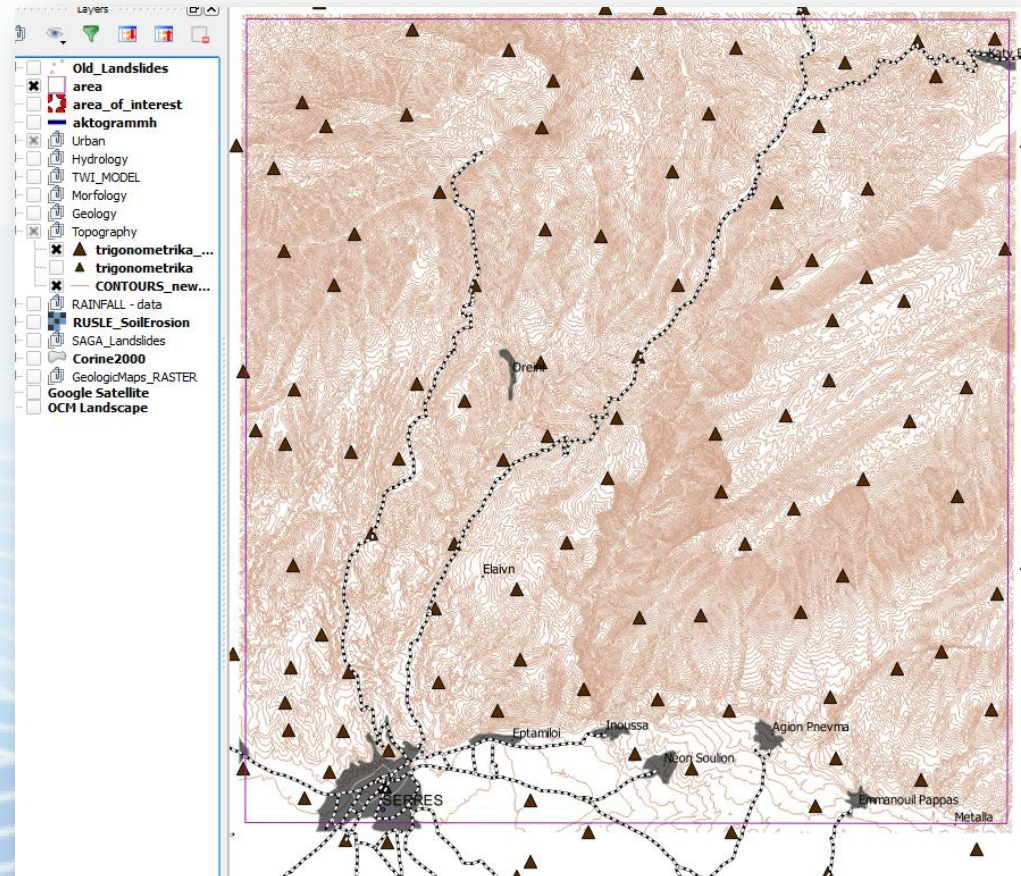 Layers
Old_Landslides
area
area_of_interest
aktogrammh
Urban
Hydrology
TWI_MODEL
Morfology
Geology
Topography
trigonometrika_...
trigonometrika
CONTOURS_new...
RAINFALL - data
RUSLE_SoilErosion
SAGA_Landslides
Corine2000
GeologicMaps_RASTER
Google Satellite
OCM Landscape
Katy
Elaivn
Eptamiloi
Inoussa
Agion Pnevma
Neon Soulion
SERRES
Emmanouil Pappas
Metalla